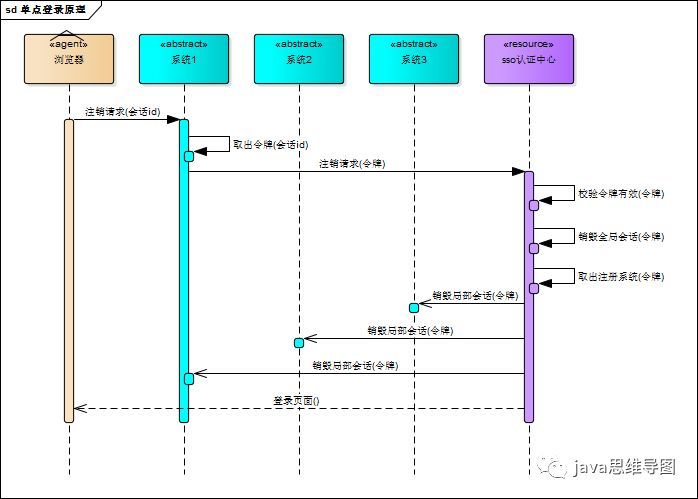 sd 单点登录原理
«agent»
浏览器
«abstract»
系统1
«abstract»
系统2
«abstract»
系统3
«resource»
sso认证中心
注销请求(会话id)
取出令牌(会话id)
注销请求(令牌)
校验令牌有效(令牌)
销毁全局会话(令牌)
取出注册系统(令牌)
销毁局部会话(令牌)
销毁局部会话(令牌)
销毁局部会话(令牌)
登录页面()
java思维导图